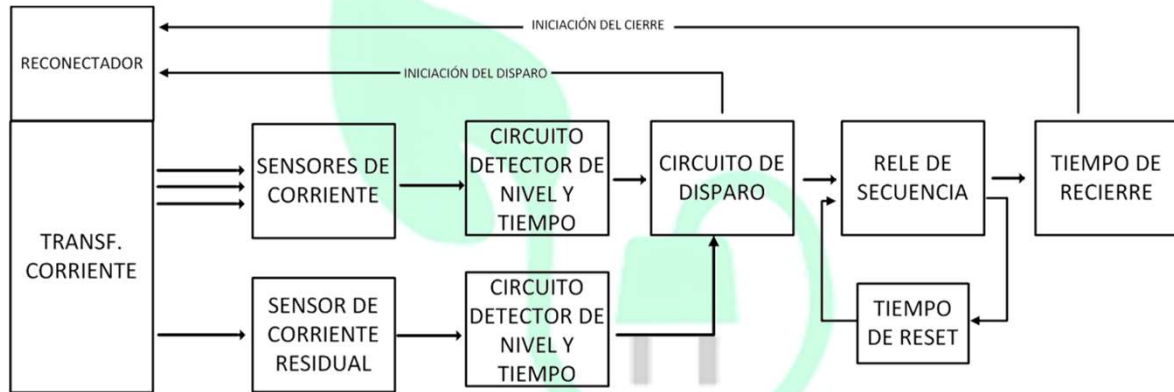 INICIACIÓN DEL CIERRE
RECONECTADOR
INICIACIÓN DEL DISPARO
SENSORES DE
CORRIENTE
CIRCUITO
DETECTOR DE
NIVEL Y
TIEMPO
CIRCUITO DE
DISPARO
RELE DE
SECUENCIA
TIEMPO DE
RECIERRE
TRANSF.
CORRIENTE
SENSOR DE
CORRIENTE
RESIDUAL
CIRCUITO
DETECTOR DE
NIVEL Y
TIEMPO
TIEMPO
DE RESET